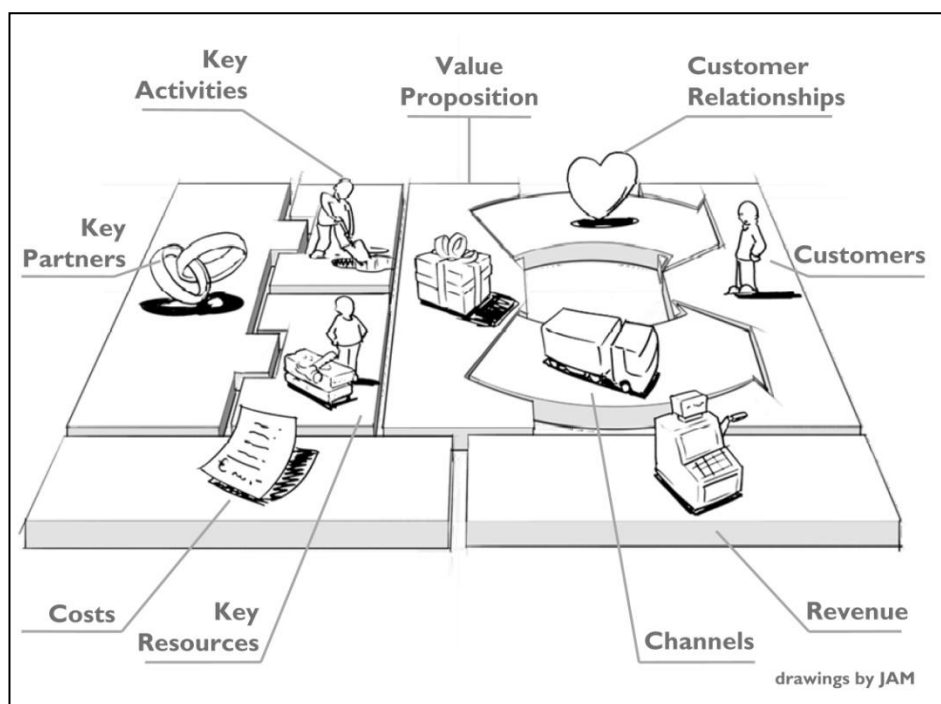 Key
Activities
Value
Proposition
Customer
Relationships
Key
Partners
Customers
Costs
Key
Resources
Channels
Revenue
drawings by JAM